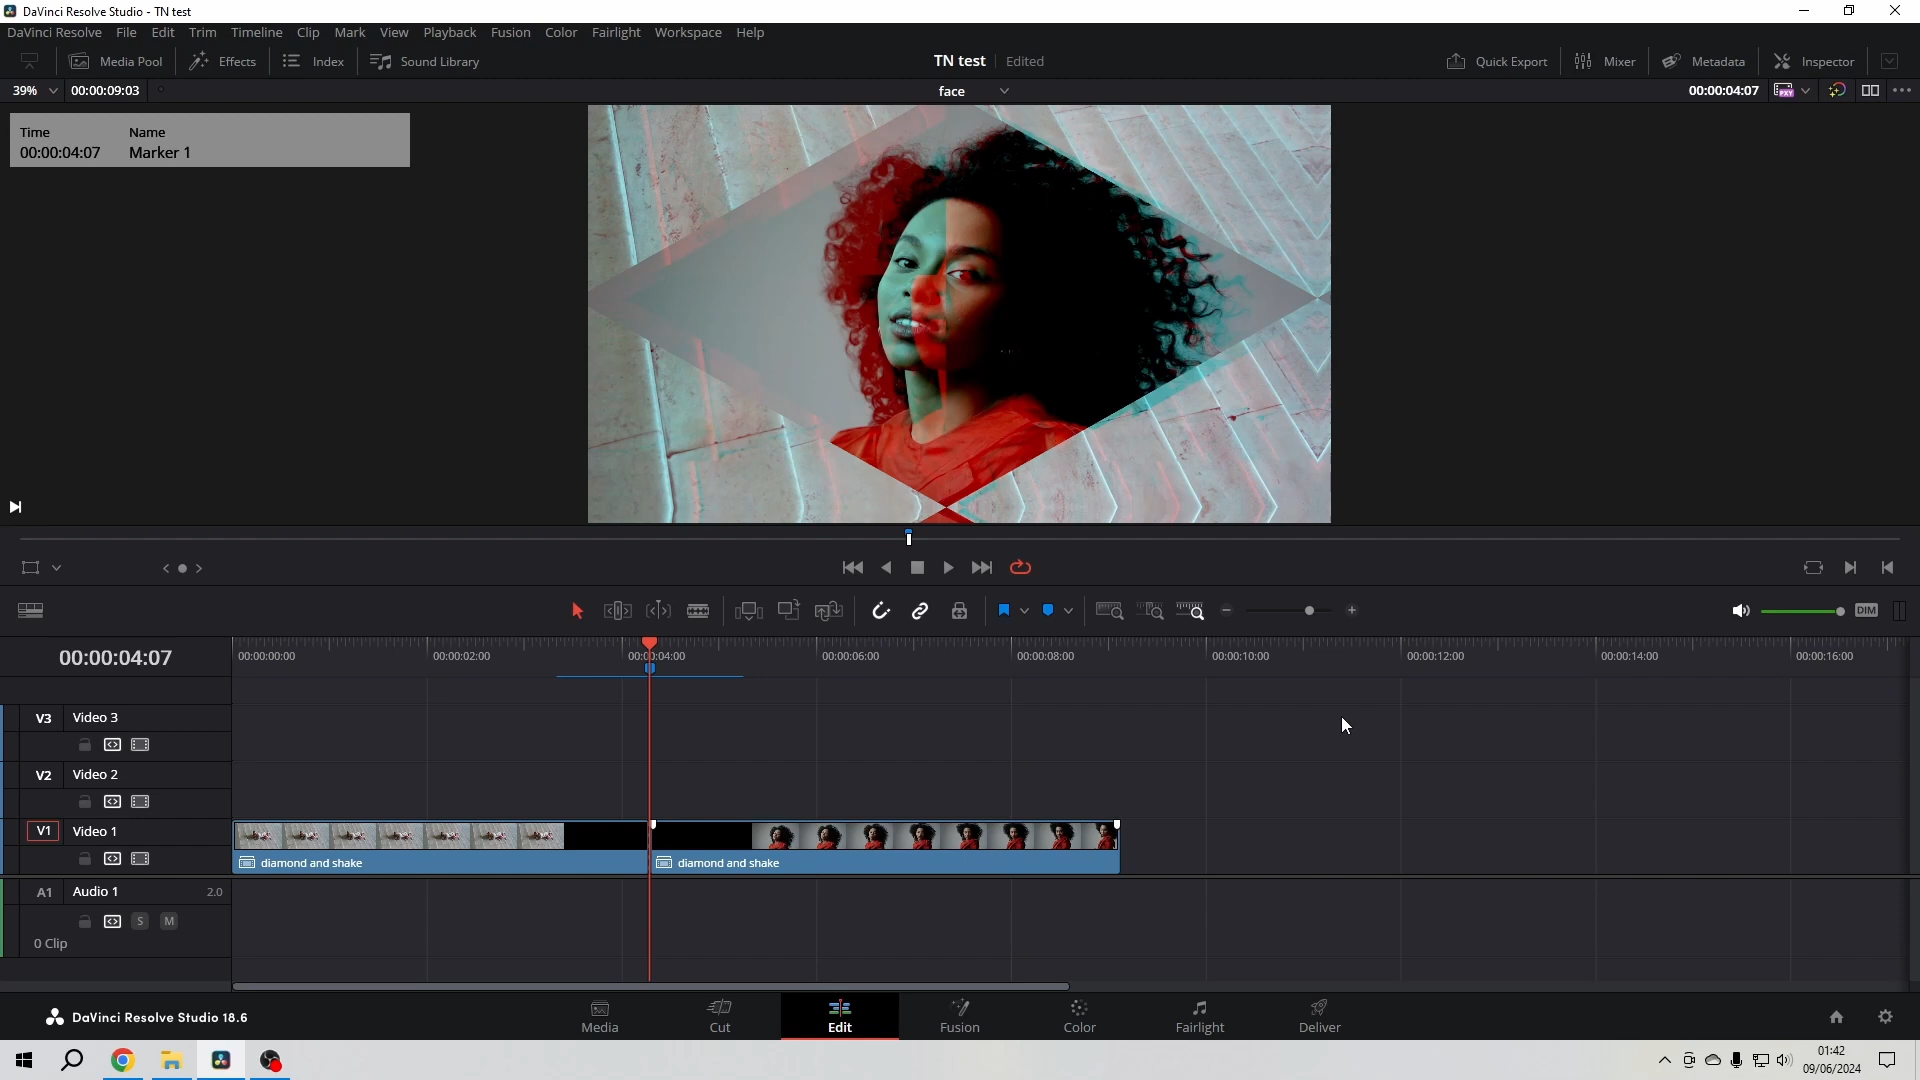 DaVinci Resolve Studio - TN test
DaVinci Resolve File Edit Trim Timeline Clip Mark View Playback Fusion Color Fairlight Workspace Help
Media Pool Effects Index Sound Library TN test Edited Quick Export Mixer Metadata Inspector
39% 00:00:09:03 face 00:00:04:07 PXY
Time Name
00:00:04:07 Marker 1
DIM
00:00:04:07 00:00:00:00 00:00:02:00 00:00:04:00 00:00:06:00 00:00:08:00 00:00:10:00 00:00:12:00 00:00:14:00 00:00:16:00
V3 Video 3
V2 Video 2
V1 Video 1
diamond and shake diamond and shake
A1 Audio 1 2.0
S M
0 Clip
DaVinci Resolve Studio 18.6 Media Cut Edit Fusion Color Fairlight Deliver
01:42
09/06/2024